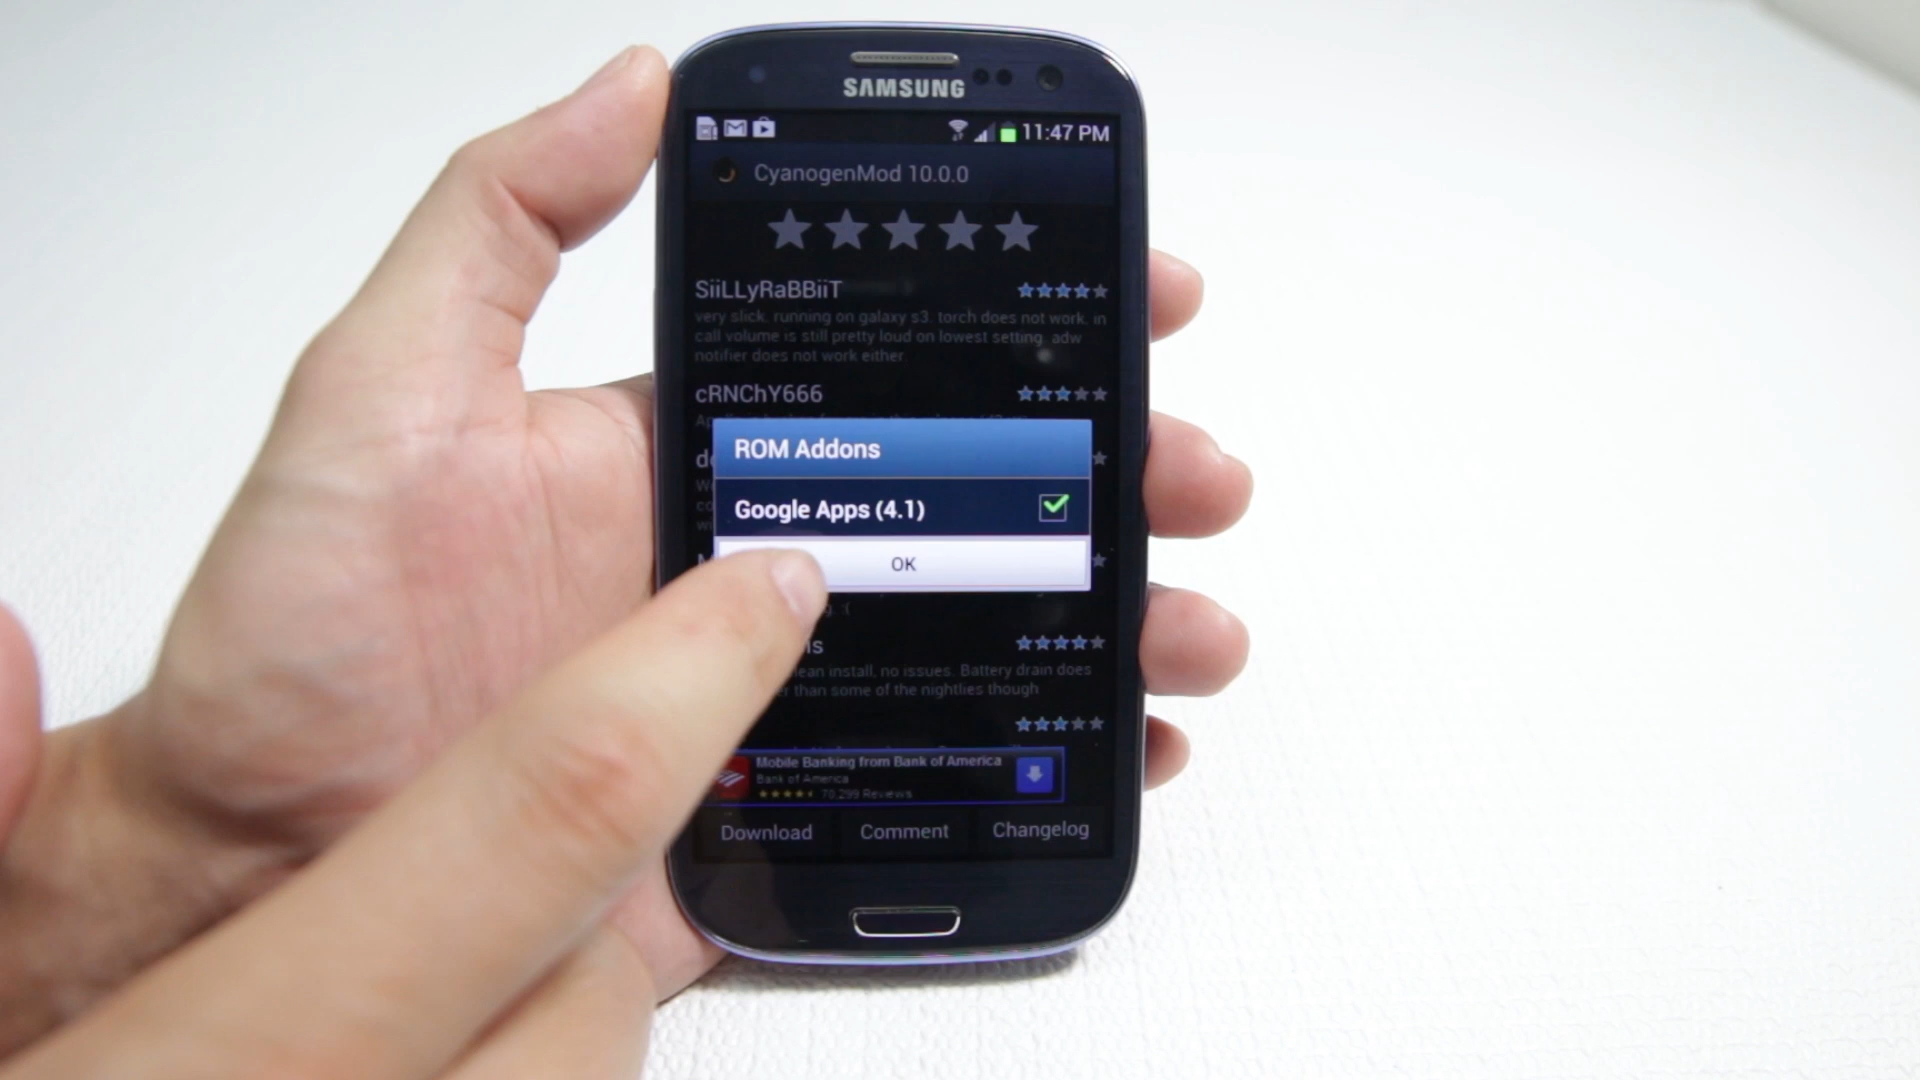 SAMSUNG
11:47 PM
CyanogenMod 10.0.0
SiiLLyRaBBiiT
very slick. running on galaxy s3. torch does not work. in
call volume is still pretty loud on lowest setting. adw
notifier does not work either
cRNChY666
ROM Addons
Google Apps (4.1)
OK
ean install, no issues. Battery drain does
r than some of the nightlies though
Mobile Banking from Bank of America
Bank of America
70,299 Reviews
Download Comment Changelog